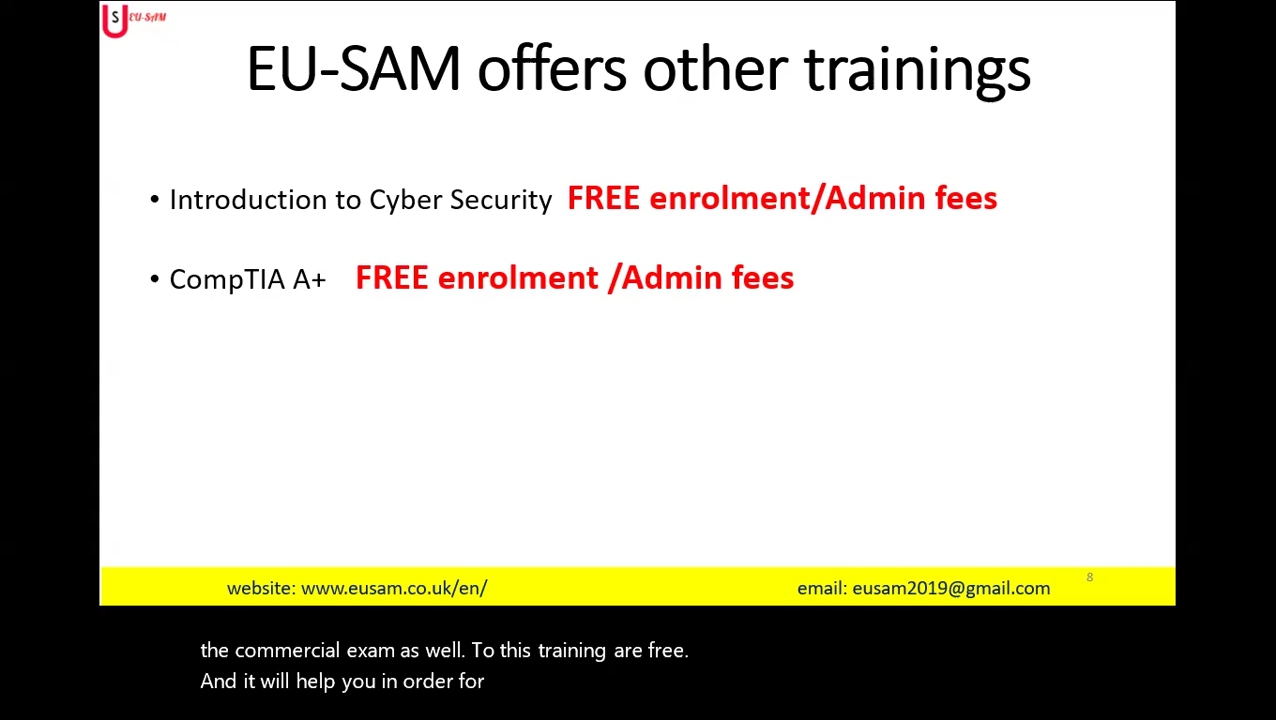 S EU-SAM
EU-SAM offers other trainings
• Introduction to Cyber Security FREE enrolment/Admin fees
• CompTIA A+ FREE enrolment /Admin fees
8
website: www.eusam.co.uk/en/ email: eusam2019@gmail.com
the commercial exam as well. To this training are free.
And it will help you in order for